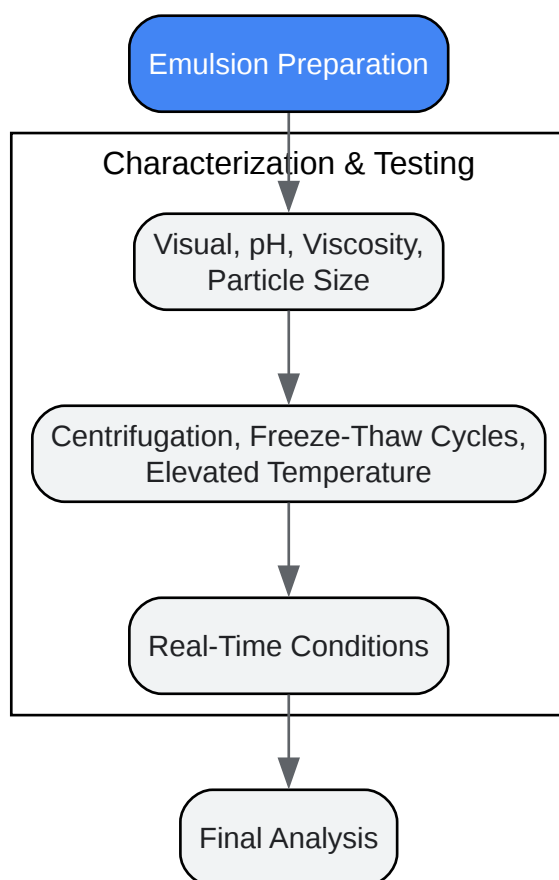 Emulsion Preparation
Characterization & Testing
Visual, pH, Viscosity,
Particle Size
Centrifugation, Freeze-Thaw Cycles,
Elevated Temperature
Real-Time Conditions
Final Analysis